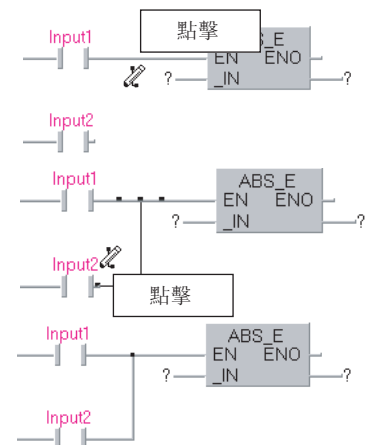 點擊
Input1
S_E
EN ENO
? _IN ?
Input2
Input1
ABS_E
EN ENO
? _IN ?
Input2
點擊
Input1
ABS_E
EN ENO
? _IN ?
Input2